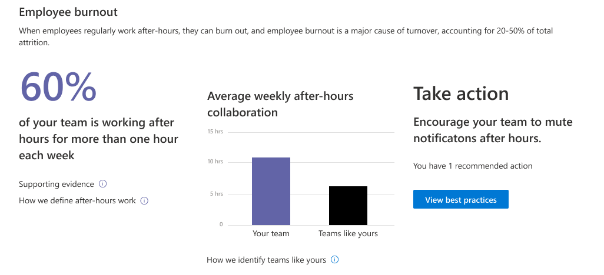 Employee burnout
When employees regularly work after-hours, they can burn out, and employee burnout is a major cause of turnover, accounting for 20-50% of total
attrition.
60%
of your team is working after
hours for more than one hour
each week
Supporting evidence
How we define after-hours work
Average weekly after-hours
collaboration
15 hrs
10 hrs
5 hrs
0
Your team
Teams like yours
How we identify teams like yours
Take action
Encourage your team to mute
notificatons after hours.
You have 1 recommended action
View best practices